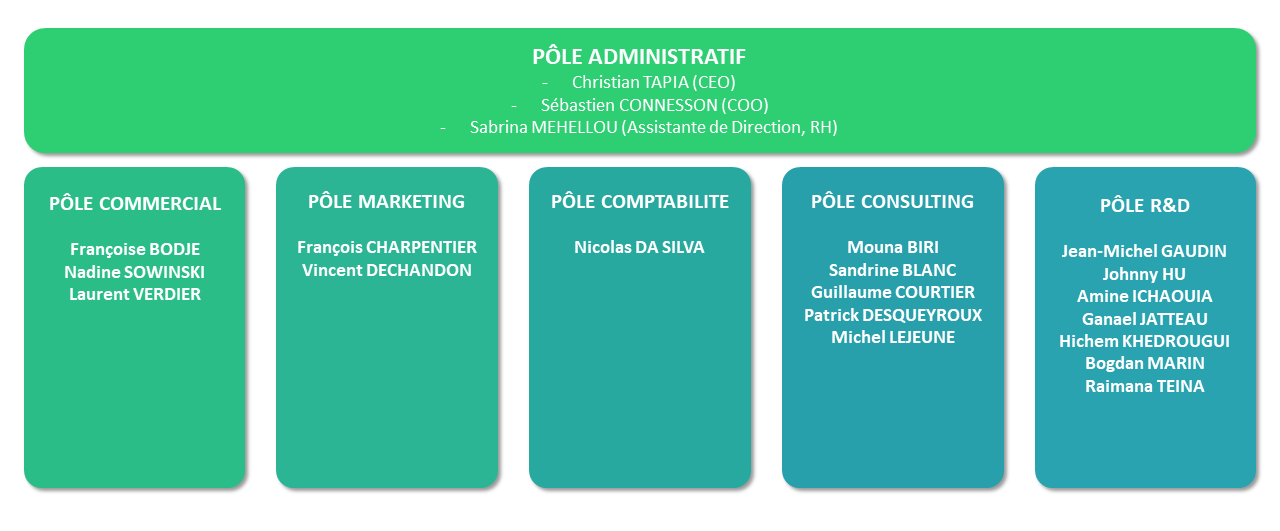 PÔLE ADMINISTRATIF
- Christian TAPIA (CEO)
- Sébastien CONNESSON (COO)
- Sabrina MEHELLOU (Assistante de Direction, RH)
PÔLE COMMERCIAL
Françoise BODJE
Nadine SOWINSKI
Laurent VERDIER
PÔLE MARKETING
François CHARPENTIER
Vincent DECHANDON
PÔLE COMPTABILITE
Nicolas DA SILVA
PÔLE CONSULTING
Mouna BIRI
Sandrine BLANC
Guillaume COURTIER
Patrick DESQUEYROUX
Michel LEJEUNE
PÔLE R&D
Jean-Michel GAUDIN
Johnny HU
Amine ICHAOUIA
Ganael JATTEAU
Hichem KHEDROUGUI
Bogdan MARIN
Raimana TEINA